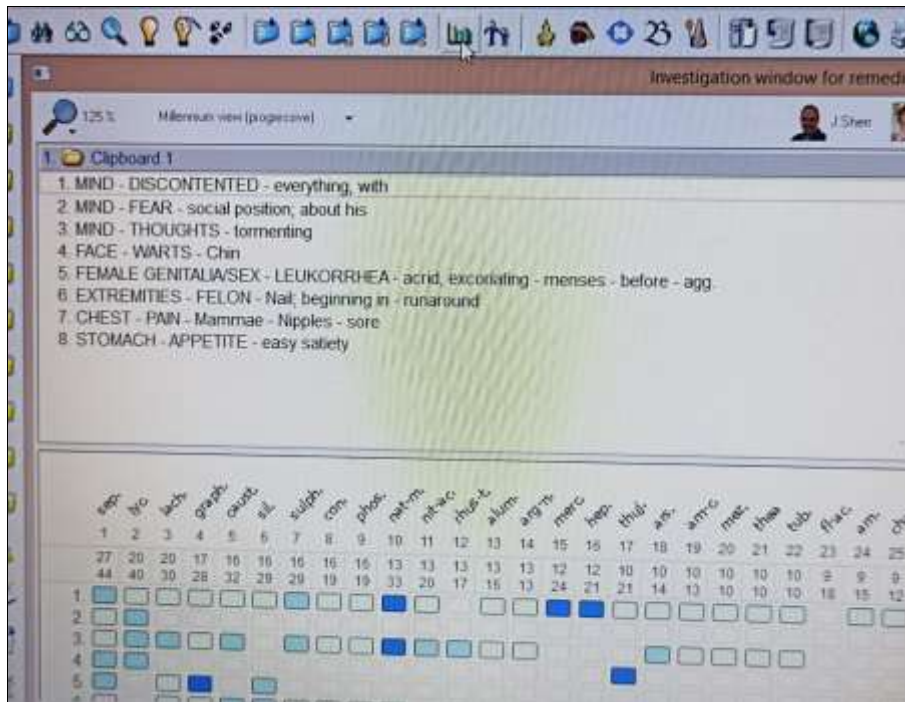 Investigation window for remedi
125 %
Millennium view (progressive)
J Shen
1. Clipboard 1
1. MIND - DISCONTENTED - everything, with
2. MIND - FEAR - social position; about his
3. MIND - THOUGHTS - tormenting
4. FACE - WARTS - Chin
5. FEMALE GENITALIA/SEX - LEUKORRHEA - acrid, excoriating - menses - before - agg.
6. EXTREMITIES - FELON - Nail; beginning in - runaround
7. CHEST - PAIN - Mammae - Nipples - sore
8. STOMACH - APPETITE - easy satiety
sep. lyc. lach. graph. caust. sil. sulph. con. phos. nat-m. nit-ac. rhus-t. alum. arg-n. merc. hep. thuj. ars. am-c. mez. thea tub. fl-ac. am.
1 2 3 4 5 6 7 8 9 10 11 12 13 14 15 16 17 18 19 20 21 22 23 24 25
27 20 20 17 16 16 16 16 16 13 13 13 13 13 12 12 10 10 10 10 10 10 9 9 9
44 40 30 28 32 29 29 19 19 33 20 17 15 13 24 21 21 14 13 10 10 10 18 15 12
1.
2.
3.
4.
5.